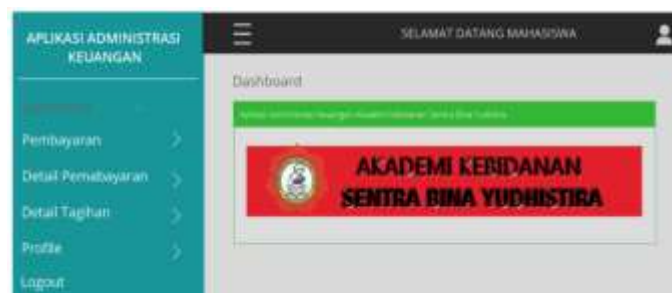 APLIKASI ADMINISTRASI
KEUANGAN
SELAMAT DATANG MAHASISWA
Dashboard
Pembayaran
Detail Pemabayaran
Detail Tagihan
Profile
Logout
AKADEMI KEBIDANAN
SENTRA BINA YUDHISTIRA